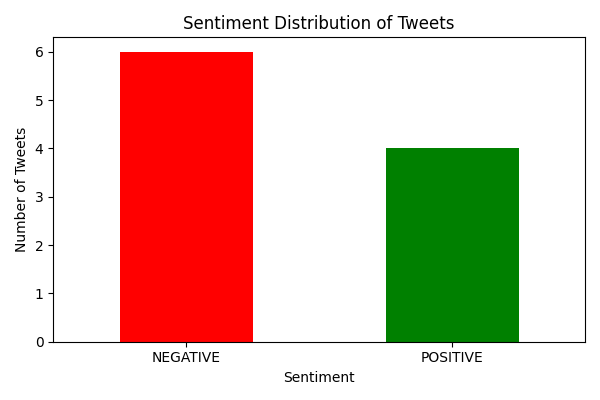 Sentiment Distribution of Tweets
6
5
4
3
2
1
0
Number of Tweets
NEGATIVE
POSITIVE
Sentiment